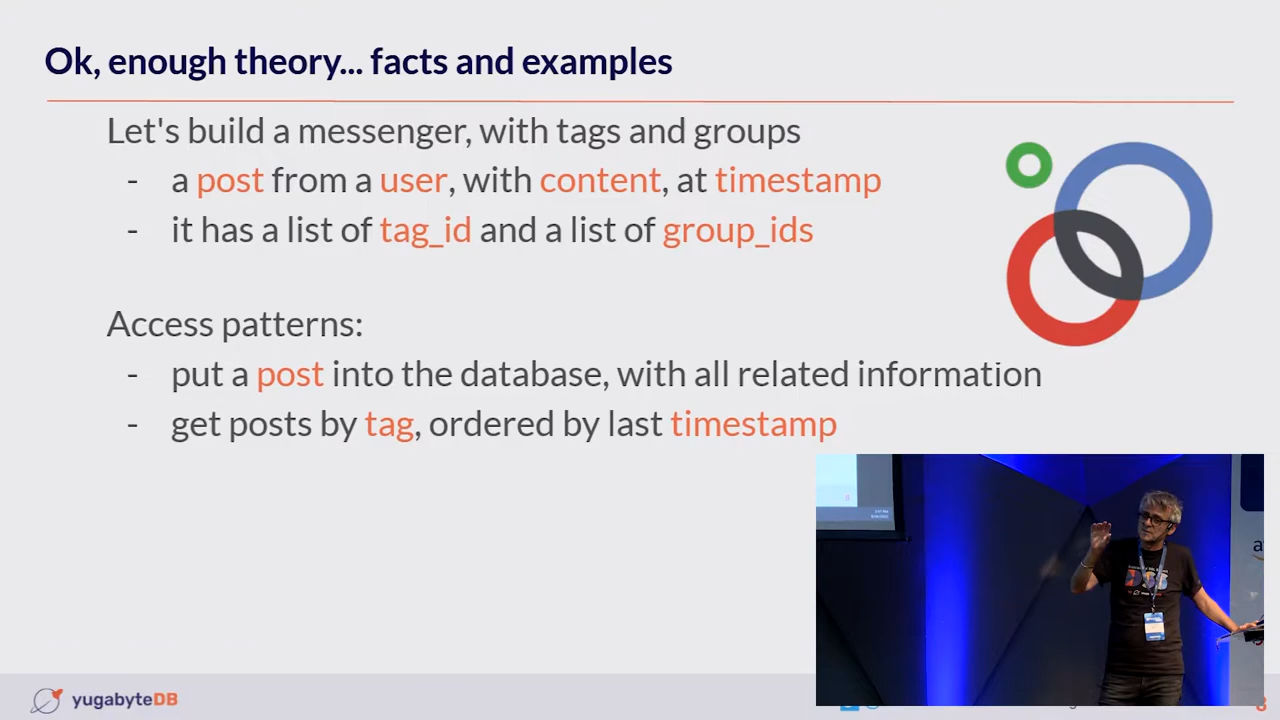 Ok, enough theory... facts and examples
Let's build a messenger, with tags and groups
- a post from a user, with content, at timestamp
- it has a list of tag_id and a list of group_ids
Access patterns:
- put a post into the database, with all related information
- get posts by tag, ordered by last timestamp
yugabyteDB